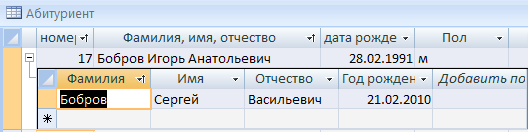 Абитуриент
номер Фамилия, имя, отчество дата рожде Пол
17 Бобров Игорь Анатольевич 28.02.1991 м
Фамилия Имя Отчество Год рожден Добавить по
Бобров Сергей Васильевич 21.02.2010